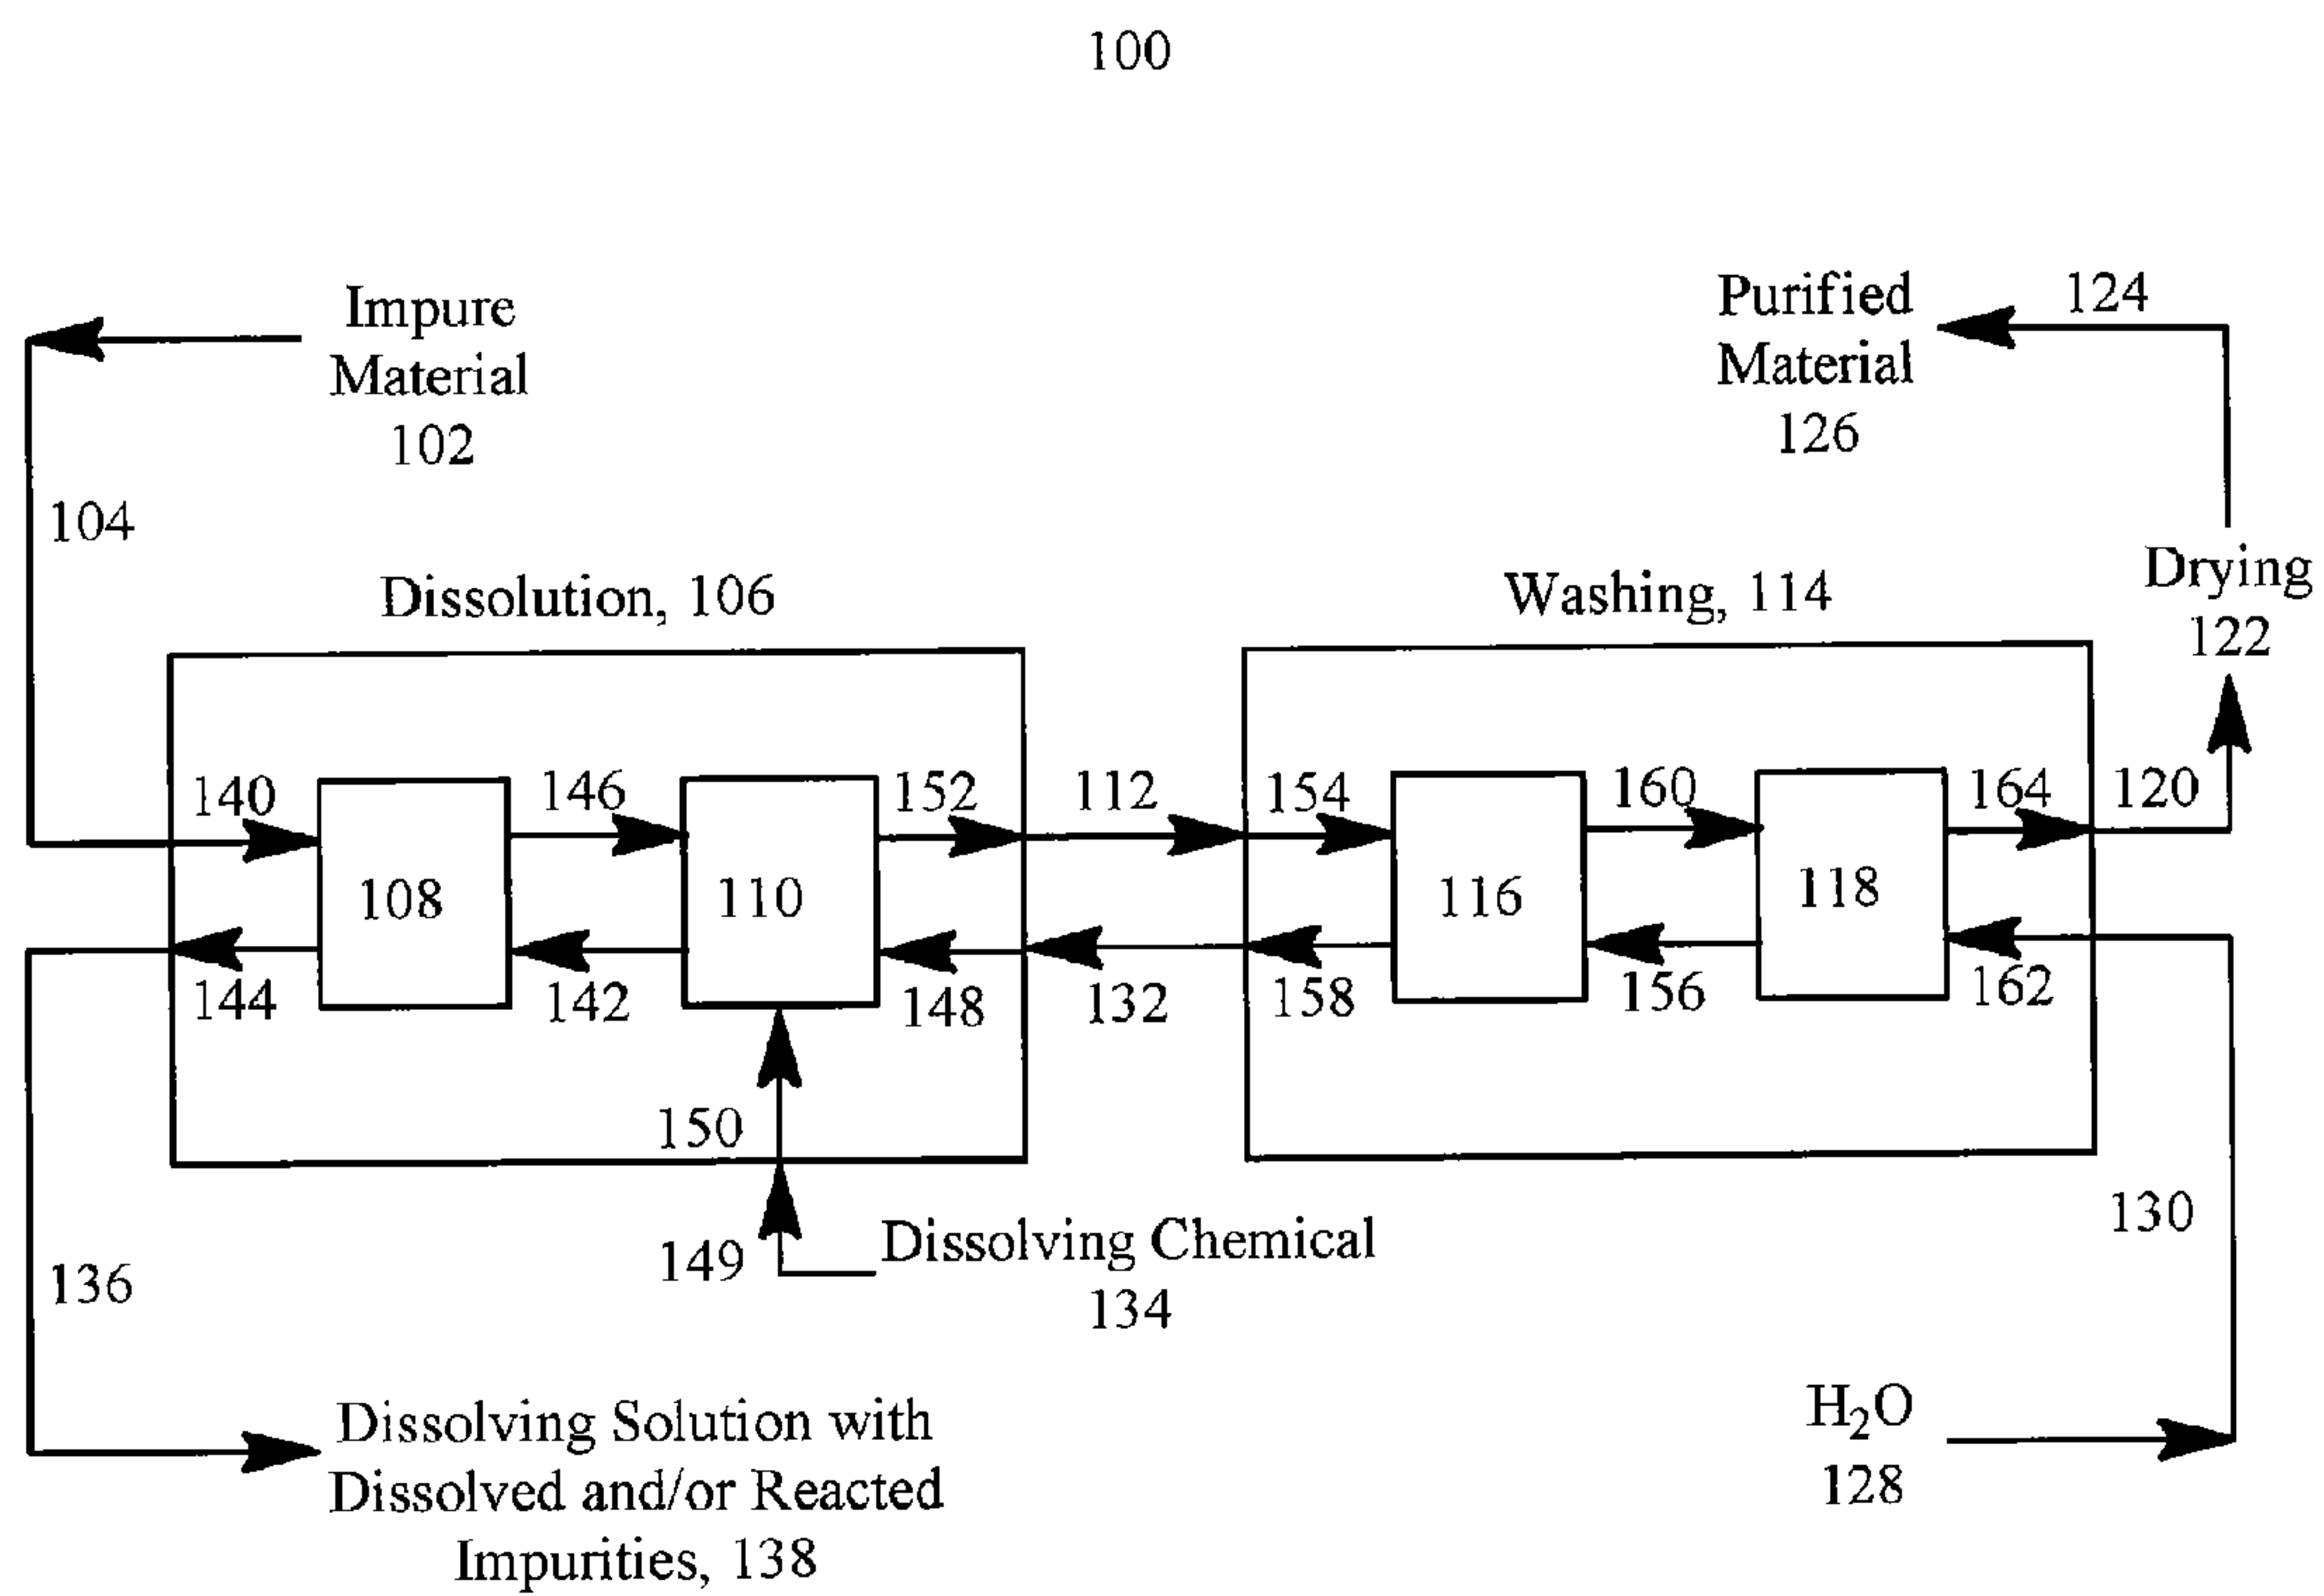 100
Impure
Material
102
Purified
Material
126
124
104
Drying
122
Dissolution, 106
Washing, 114
140
146
152
112
154
160
164
120
108
110
116
118
144
142
148
132
158
156
162
150
149
Dissolving Chemical
134
130
136
Dissolving Solution with
Dissolved and/or Reacted
Impurities, 138
H₂O
128